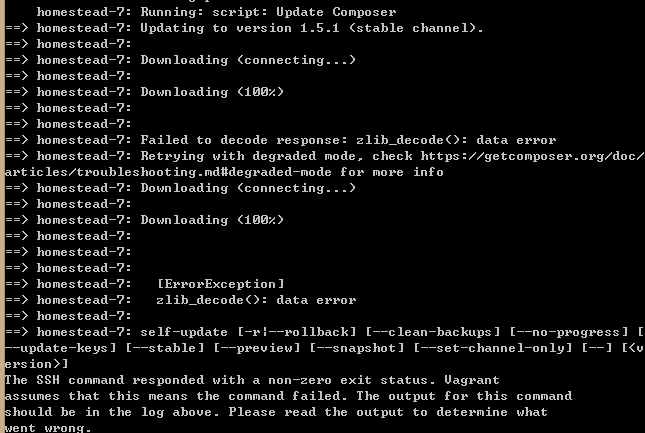 homestead-7: Running: script: Update Composer
==> homestead-7: Updating to version 1.5.1 (stable channel).
==> homestead-7:
==> homestead-7: Downloading (connecting...)
==> homestead-7:
==> homestead-7: Downloading (100%)
==> homestead-7:
==> homestead-7:
==> homestead-7: Failed to decode response: zlib_decode(): data error
==> homestead-7: Retrying with degraded mode, check https://getcomposer.org/doc/
articles/troubleshooting.md#degraded-mode for more info
==> homestead-7: Downloading (connecting...)
==> homestead-7:
==> homestead-7: Downloading (100%)
==> homestead-7:
==> homestead-7:
==> homestead-7:
==> homestead-7:   [ErrorException]
==> homestead-7:   zlib_decode(): data error
==> homestead-7:
==> homestead-7: self-update [-r|--rollback] [--clean-backups] [--no-progress] [
--update-keys] [--stable] [--preview] [--snapshot] [--set-channel-only] [--] [<v
ersion>]
The SSH command responded with a non-zero exit status. Vagrant
assumes that this means the command failed. The output for this command
should be in the log above. Please read the output to determine what
went wrong.